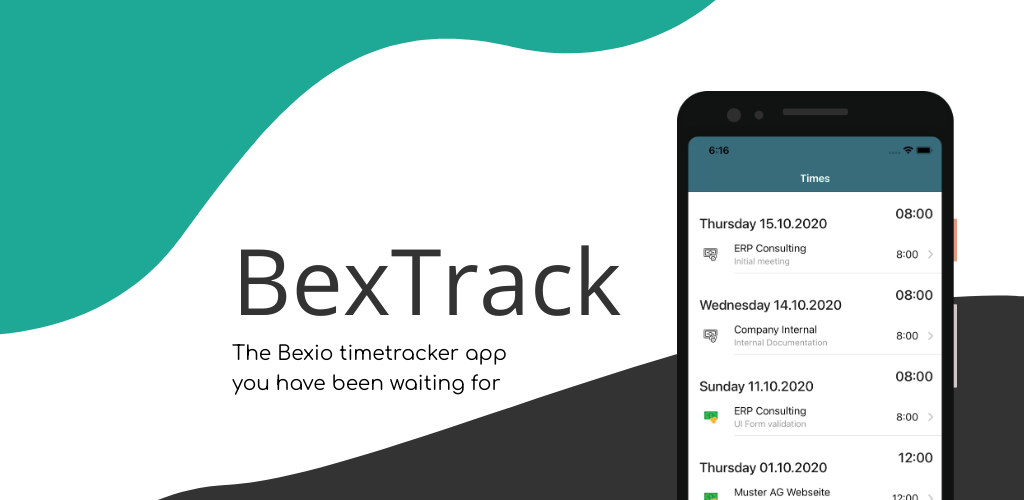 BexTrack
The Bexio timetracker app
you have been waiting for
6:16
Times
Thursday 15.10.2020
08:00
ERP Consulting
Initial meeting
8:00
Wednesday 14.10.2020
08:00
Company Internal
Internal Documentation
8:00
Sunday 11.10.2020
08:00
ERP Consulting
UI Form validation
8:00
Thursday 01.10.2020
12:00
Muster AG Webseite
12:00